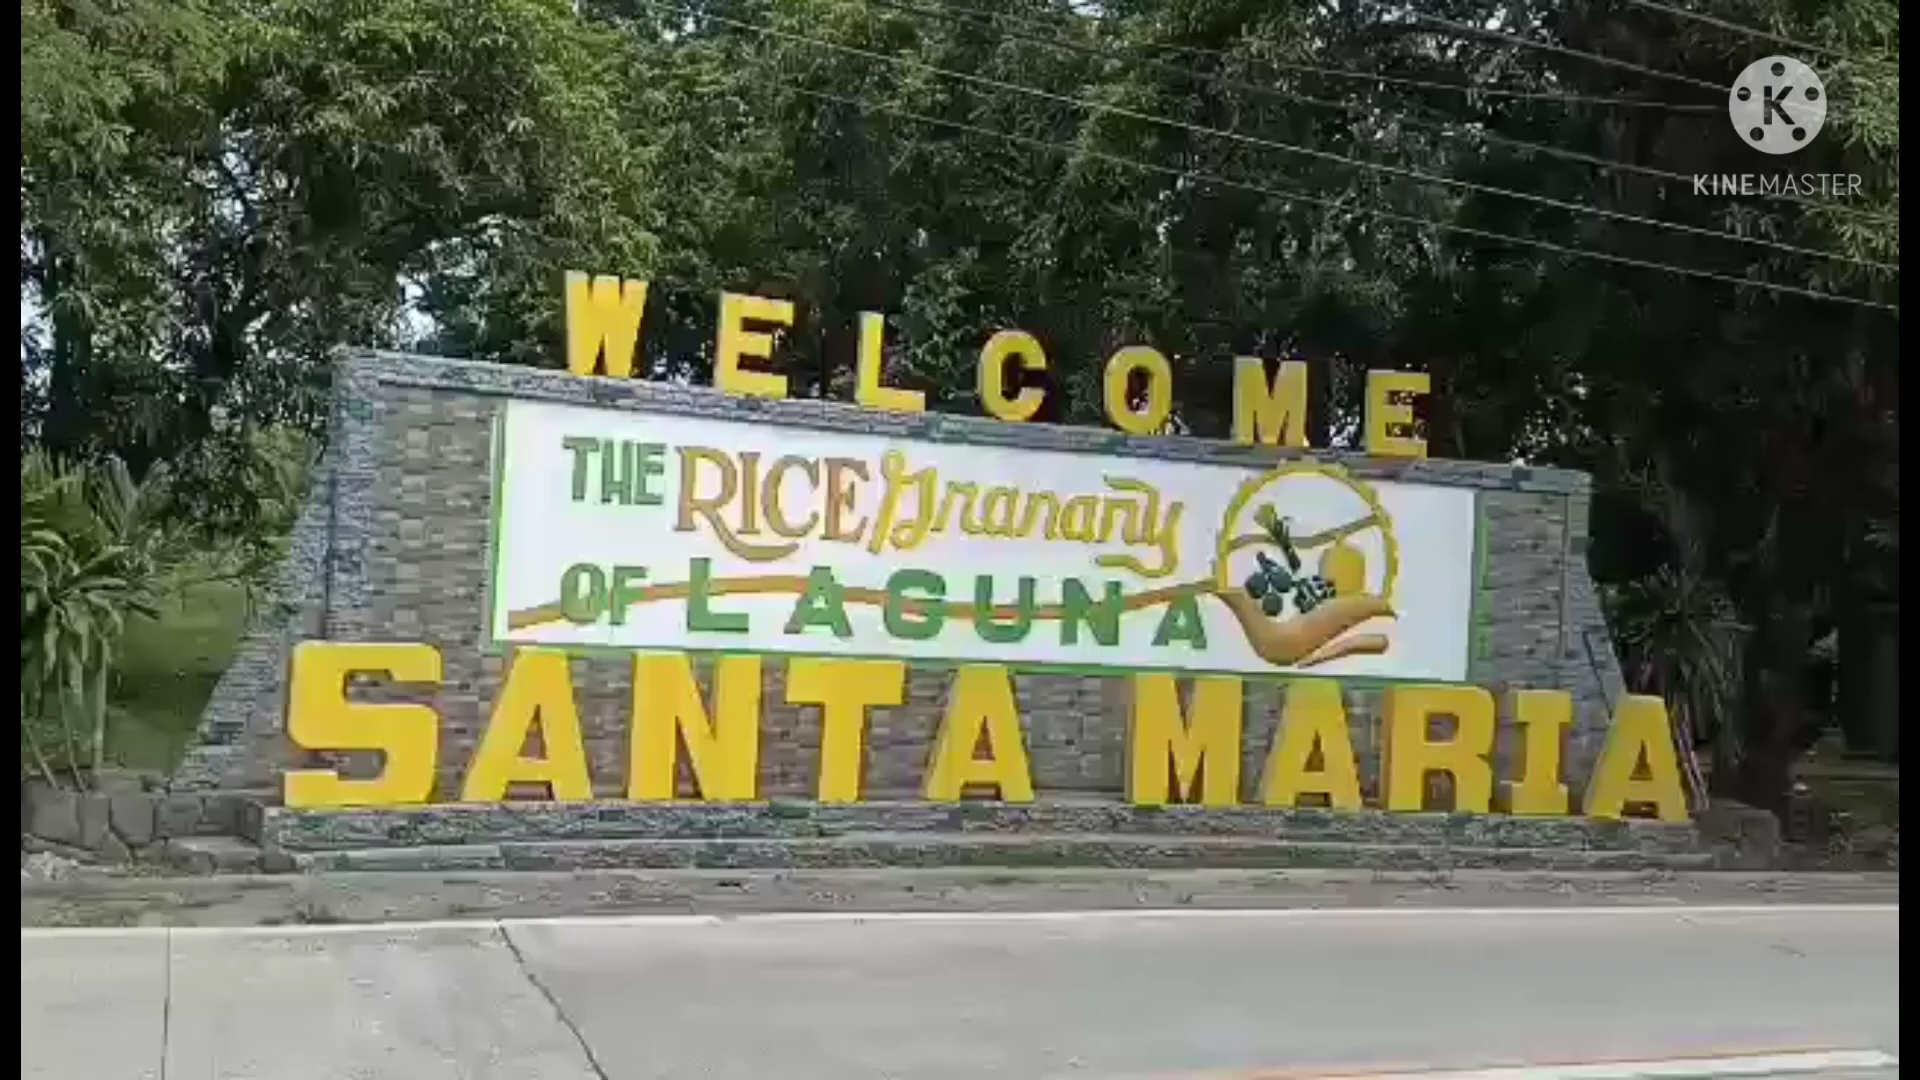 K
KINEMASTER
WELCOME
THE RICE Granary
OF LAGUNA
SANTA MARIA